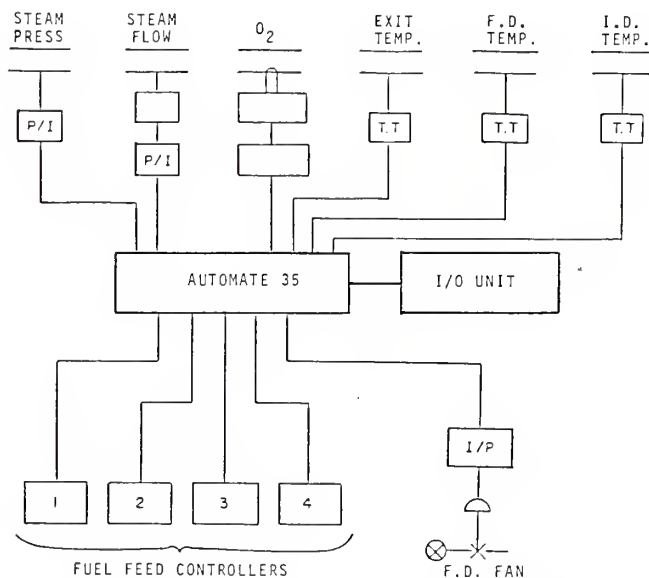 STEAM
PRESS
STEAM
FLOW
O2
EXIT
TEMP.
F.D.
TEMP.
I.D.
TEMP.
P/I
P/I
T.T
T.T
T.T
AUTOMATE 35
I/O UNIT
I/P
1
2
3
4
FUEL FEED CONTROLLERS
F.D. FAN